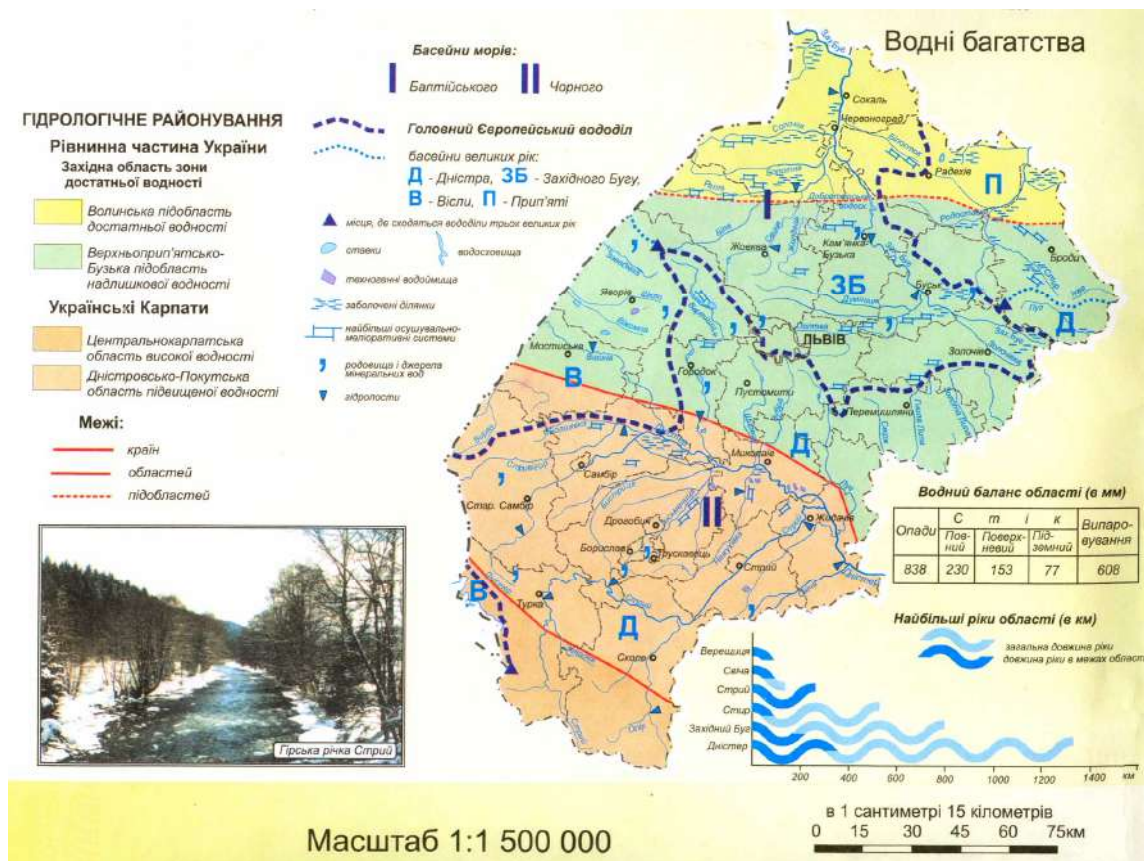 Водні багатства
Басейни морів:
I Балтійського II Чорного
Головний Європейський вододіл
басейни великих рік:
Д - Дністра, ЗБ - Західного Бугу,
В - Вісли, П - Прип'яті
місця, де сходяться вододіли трьох великих рік
ставки
водосховища
техногенні водоймища
заболочені ділянки
найбільші осушувально-
меліоративні системи
родовища і джерела
мінеральних вод
гідропости
ГІДРОЛОГІЧНЕ РАЙОНУВАННЯ
Рівнинна частина України
Західна область зони
достатньої водності
Волинська підобласть
достатньої водності
Верхньоприп'ятсько-
Бузька підобласть
надлишкової водності
Українські Карпати
Центральнокарпатська
область високої водності
Дністровсько-Покутська
область підвищеної водності
Межі:
країн
областей
підобластей
Сокаль
Червоноград
Солокія
Радехів
П
I
Жовква
Кам'янка-
Бузька
Броди
ЗБ
Буськ
Яворів
Полтва
ЛЬВІВ
Д
Золочів
Мостиська
Городок
В
Пустомити
Перемишляни
Д
Миколаїв
Самбір
Стар. Самбір
II
Дрогобич
Жидачів
Борислав
Трускавець
Стрий
Дністер
В
Турка
Д
Сколе
Опір
Водний баланс області (в мм)
Опади
Стік
Випаро-
вування
Пов-
ний
Поверх-
невий
Під-
земний
838 230 153 77 608
Найбільші ріки області (в км)
загальна довжина ріки
довжина ріки в межах област
Верещиця
Свіча
Стрий
Стир
Західний Буг
Дністер
200 400 600 800 1000 1200 1400 км
Гірська річка Стрий
Масштаб 1:1 500 000
в 1 сантиметрі 15 кілометрів
0 15 30 45 60 75км